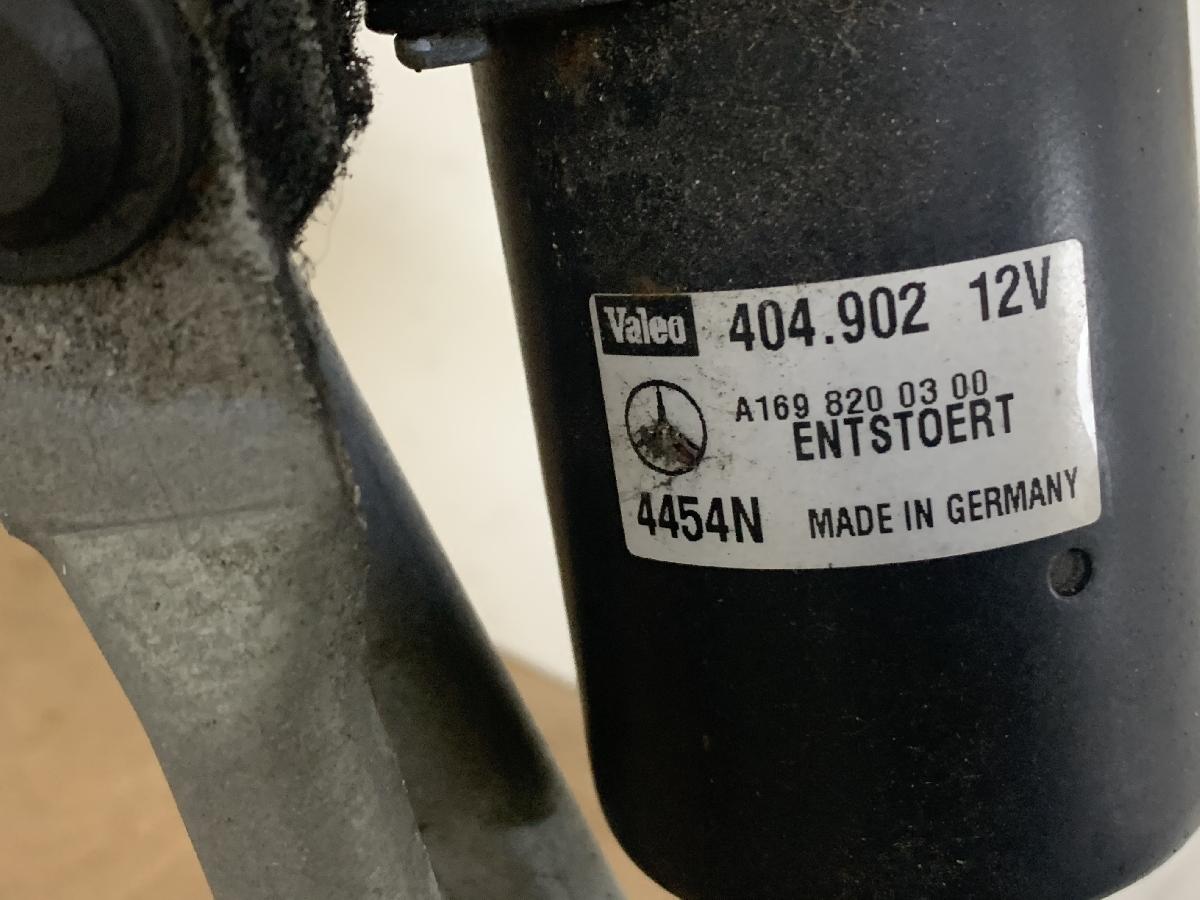 Valeo 404.902 12V
A169 820 03 00
ENTSTOERT
4454N MADE IN GERMANY